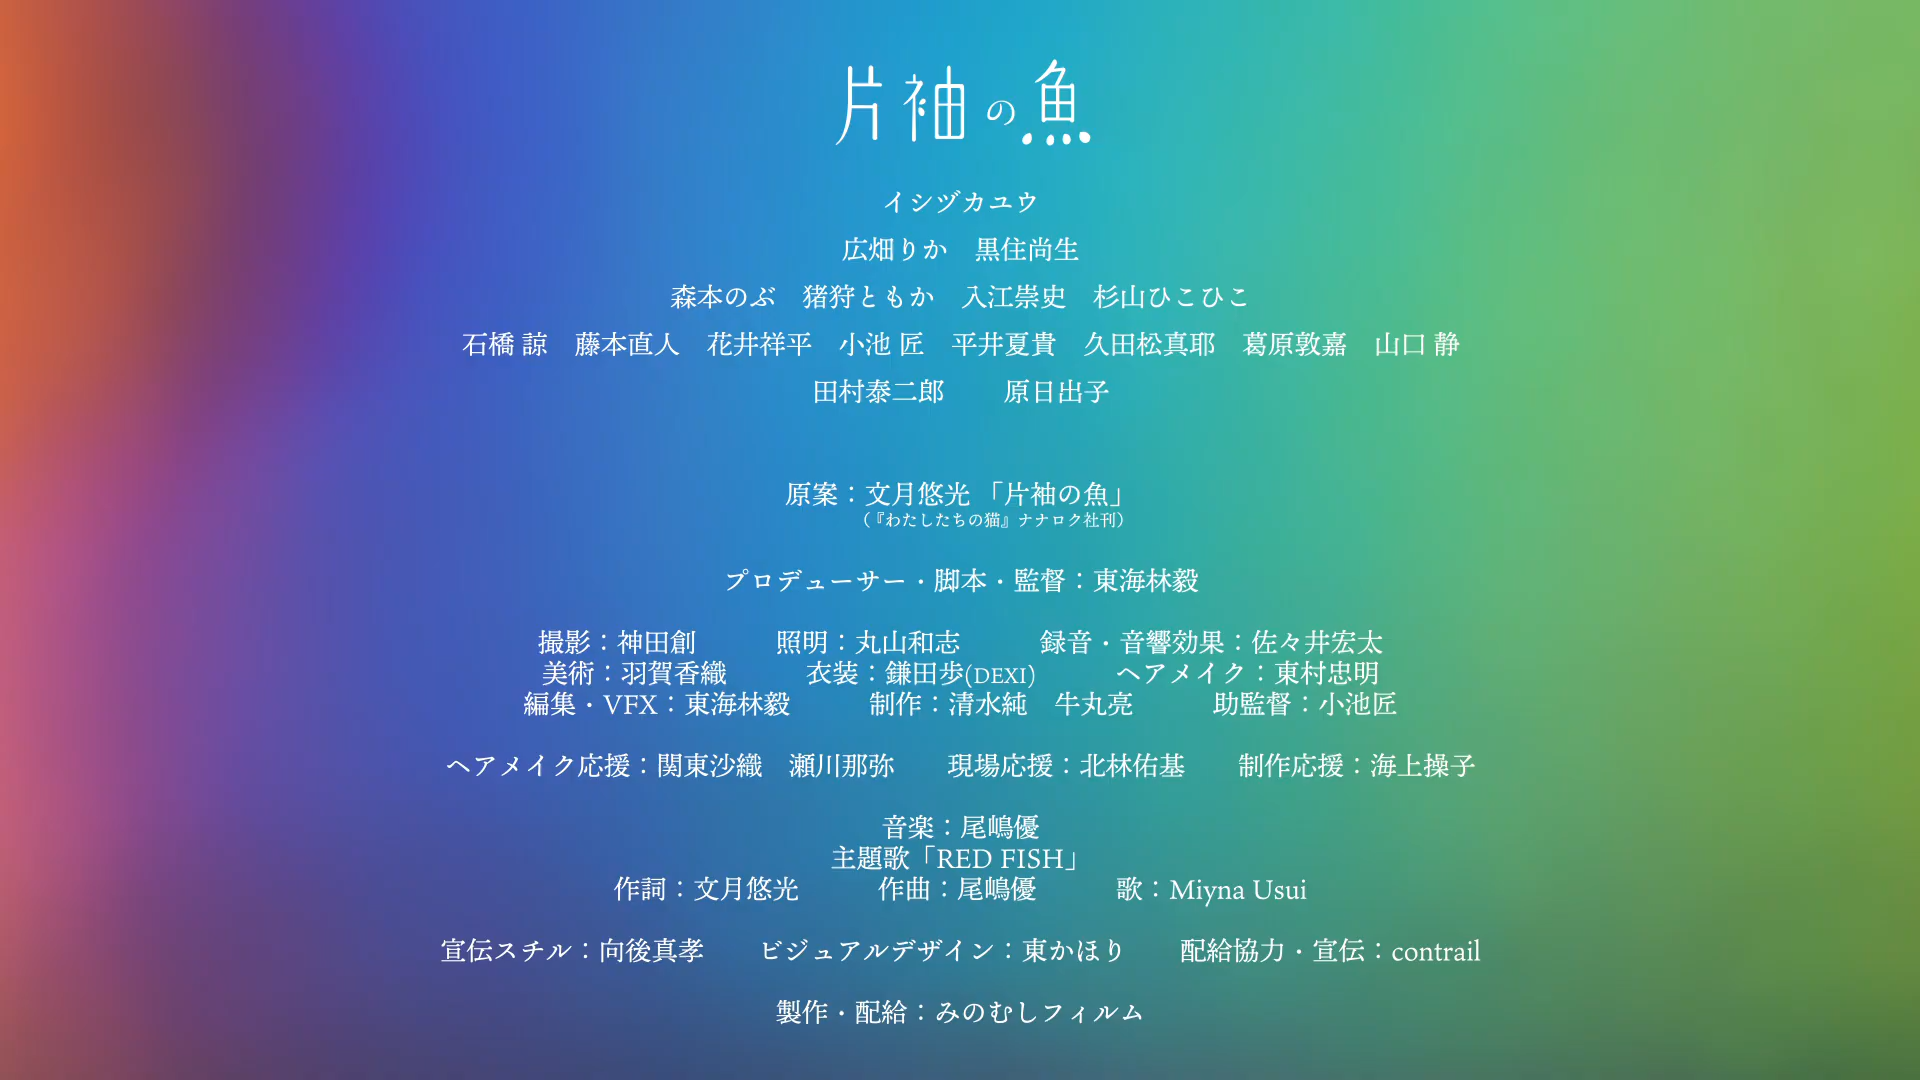 片袖の魚
イシヅカユウ
広畑りか　黒住尚生
森本のぶ　猪狩ともか　入江崇史　杉山ひこひこ
石橋 諒　藤本直人　花井祥平　小池 匠　平井夏貴　久田松真耶　葛原敦嘉　山口 静
田村泰二郎　　原日出子
原案：文月悠光 「片袖の魚」
（『わたしたちの猫』ナナロク社刊）
プロデューサー・脚本・監督：東海林毅
撮影：神田創　　　照明：丸山和志　　　録音・音響効果：佐々井宏太
美術：羽賀香織　　　衣装：鎌田歩(DEXI)　　　ヘアメイク：東村忠明
編集・VFX：東海林毅　　　制作：清水純　牛丸亮　　　助監督：小池匠
ヘアメイク応援：関東沙織　瀬川那弥　　現場応援：北林佑基　　制作応援：海上操子
音楽：尾嶋優
主題歌「RED FISH」
作詞：文月悠光　　　作曲：尾嶋優　　　歌：Miyna Usui
宣伝スチル：向後真孝　　ビジュアルデザイン：東かほり　　配給協力・宣伝：contrail
製作・配給：みのむしフィルム